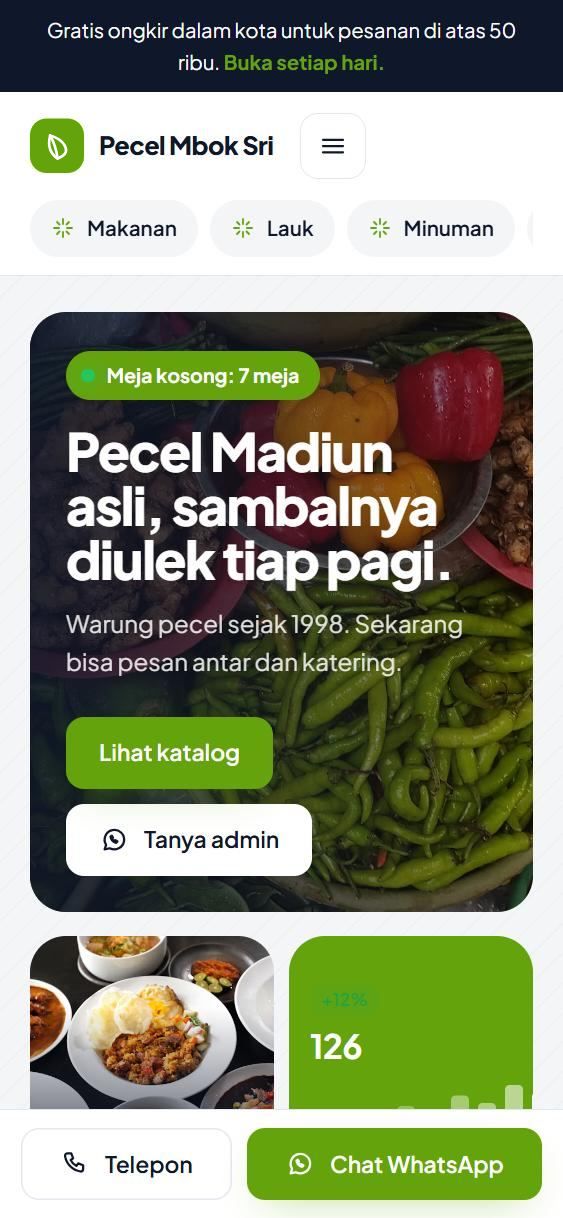 Gratis ongkir dalam kota untuk pesanan di atas 50
ribu. Buka setiap hari.
Pecel Mbok Sri
Makanan
Lauk
Minuman
Meja kosong: 7 meja
Pecel Madiun
asli, sambalnya
diulek tiap pagi.
Warung pecel sejak 1998. Sekarang
bisa pesan antar dan katering.
Lihat katalog
Tanya admin
+12%
126
Telepon
Chat WhatsApp